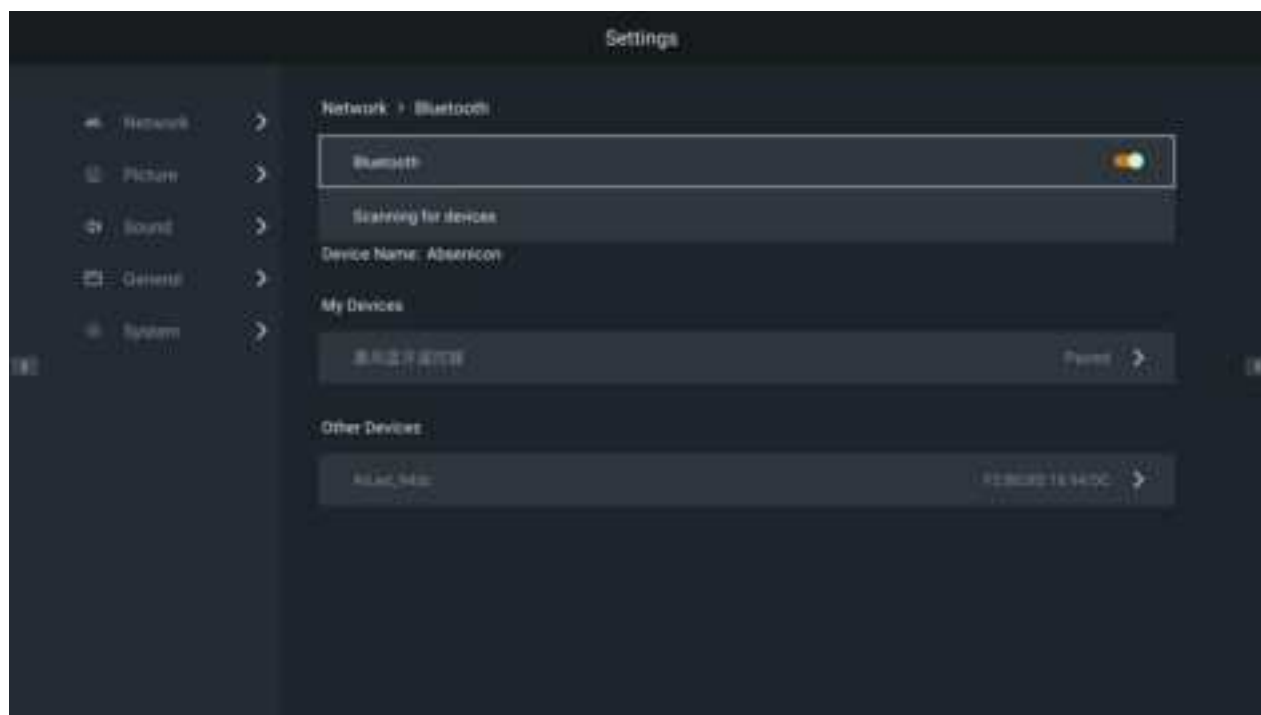 Settings
Network
Picture
Sound
General
System
Network > Bluetooth
Bluetooth
Scanning for devices
Device Name: Absenicon
My Devices
Paired
Other Devices